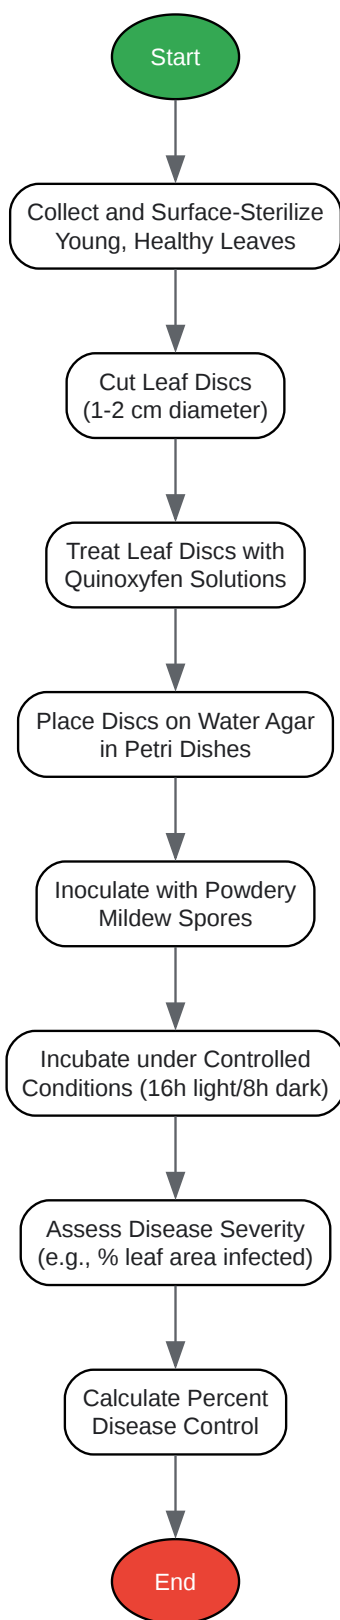 Start
Collect and Surface-Sterilize
Young, Healthy Leaves
Cut Leaf Discs
(1-2 cm diameter)
Treat Leaf Discs with
Quinoxyfen Solutions
Place Discs on Water Agar
in Petri Dishes
Inoculate with Powdery
Mildew Spores
Incubate under Controlled
Conditions (16h light/8h dark)
Assess Disease Severity
(e.g., % leaf area infected)
Calculate Percent
Disease Control
End